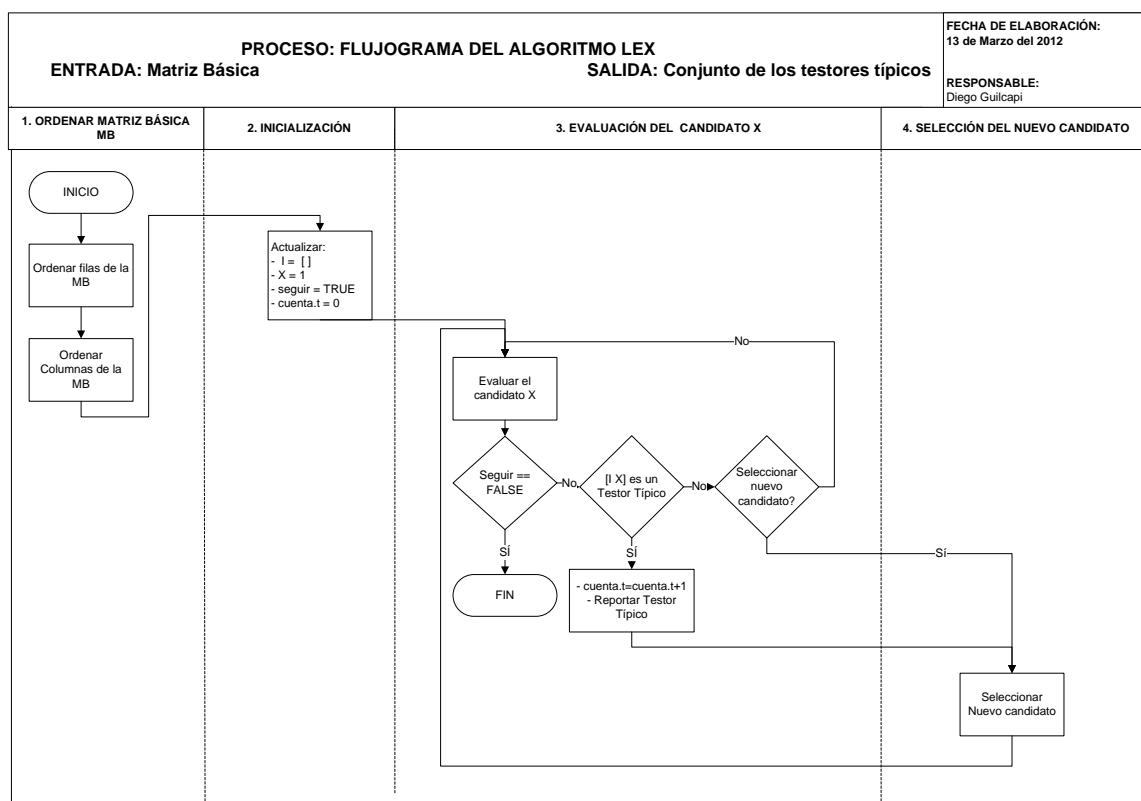 PROCESO: FLUJOGRAMA DEL ALGORITMO LEX
ENTRADA: Matriz Básica
SALIDA: Conjunto de los testores típicos
FECHA DE ELABORACIÓN:
13 de Marzo del 2012
RESPONSABLE:
Diego Guilcapi
1. ORDENAR MATRIZ BÁSICA
MB
2. INICIALIZACIÓN
3. EVALUACIÓN DEL CANDIDATO X
4. SELECCIÓN DEL NUEVO CANDIDATO
INICIO
Ordenar filas de la
MB
Ordenar
Columnas de la
MB
Actualizar:
- I = [ ]
- X = 1
- seguir = TRUE
- cuenta.t = 0
No
Evaluar el
candidato X
Seguir ==
FALSE
No
[I X] es un
Testor Típico
No
Seleccionar
nuevo
candidato?
SÍ
SÍ
Sí
FIN
- cuenta.t=cuenta.t+1
- Reportar Testor
Típico
Seleccionar
Nuevo candidato